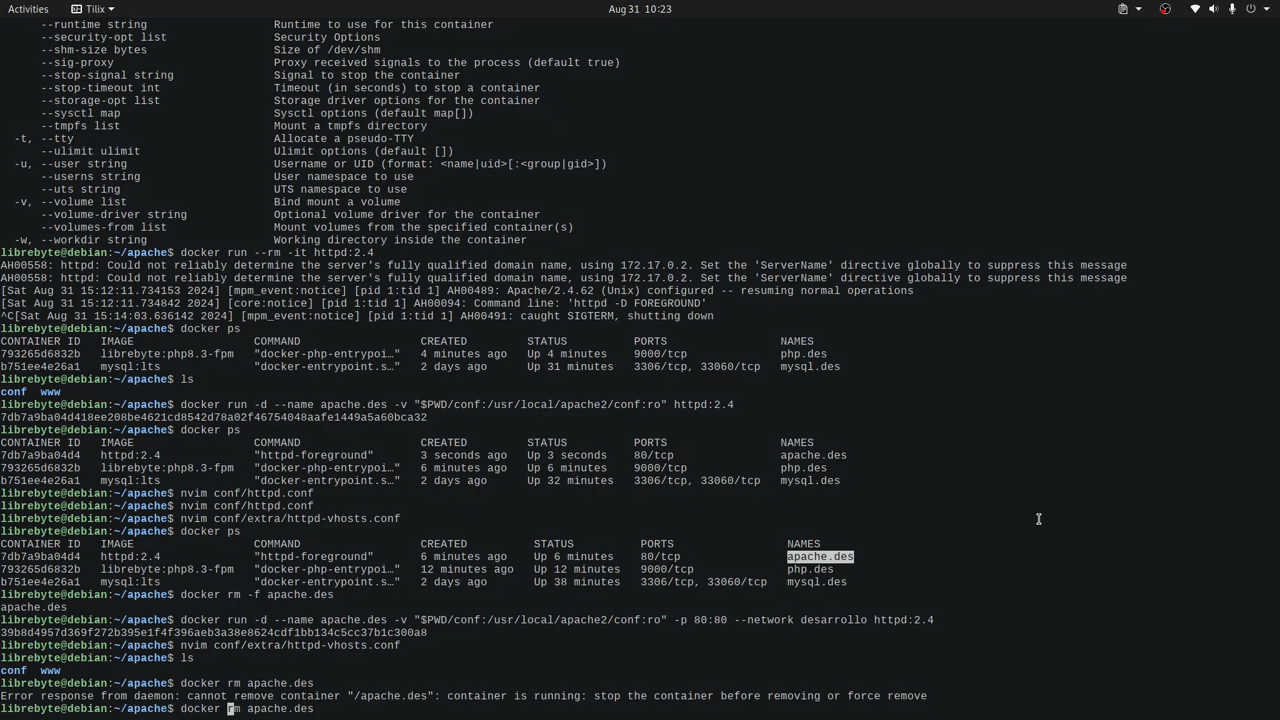 Activities Tilix Aug 31 10:23
--runtime string Runtime to use for this container
--security-opt list Security Options
--shm-size bytes Size of /dev/shm
--sig-proxy Proxy received signals to the process (default true)
--stop-signal string Signal to stop the container
--stop-timeout int Timeout (in seconds) to stop a container
--storage-opt list Storage driver options for the container
--sysctl map Sysctl options (default map[])
--tmpfs list Mount a tmpfs directory
-t, --tty Allocate a pseudo-TTY
--ulimit ulimit Ulimit options (default [])
-u, --user string Username or UID (format: <name|uid>[:<group|gid>])
--userns string User namespace to use
--uts string UTS namespace to use
-v, --volume list Bind mount a volume
--volume-driver string Optional volume driver for the container
--volumes-from list Mount volumes from the specified container(s)
-w, --workdir string Working directory inside the container
librebyte@debian:~/apache$ docker run --rm -it httpd:2.4
AH00558: httpd: Could not reliably determine the server's fully qualified domain name, using 172.17.0.2. Set the 'ServerName' directive globally to suppress this message
AH00558: httpd: Could not reliably determine the server's fully qualified domain name, using 172.17.0.2. Set the 'ServerName' directive globally to suppress this message
[Sat Aug 31 15:12:11.734153 2024] [mpm_event:notice] [pid 1:tid 1] AH00489: Apache/2.4.62 (Unix) configured -- resuming normal operations
[Sat Aug 31 15:12:11.734842 2024] [core:notice] [pid 1:tid 1] AH00094: Command line: 'httpd -D FOREGROUND'
^C[Sat Aug 31 15:14:03.636142 2024] [mpm_event:notice] [pid 1:tid 1] AH00491: caught SIGTERM, shutting down
librebyte@debian:~/apache$ docker ps
CONTAINER ID IMAGE COMMAND CREATED STATUS PORTS NAMES
793265d6832b librebyte:php8.3-fpm "docker-php-entrypoi…" 4 minutes ago Up 4 minutes 9000/tcp php.des
b751ee4e26a1 mysql:lts "docker-entrypoint.s…" 2 days ago Up 31 minutes 3306/tcp, 33060/tcp mysql.des
librebyte@debian:~/apache$ ls
conf www
librebyte@debian:~/apache$ docker run -d --name apache.des -v "$PWD/conf:/usr/local/apache2/conf:ro" httpd:2.4
7db7a9ba04d418ee208be4621cd8542d78a02f46754048aafe1449a5a60bca32
librebyte@debian:~/apache$ docker ps
CONTAINER ID IMAGE COMMAND CREATED STATUS PORTS NAMES
7db7a9ba04d4 httpd:2.4 "httpd-foreground" 3 seconds ago Up 3 seconds 80/tcp apache.des
793265d6832b librebyte:php8.3-fpm "docker-php-entrypoi…" 6 minutes ago Up 6 minutes 9000/tcp php.des
b751ee4e26a1 mysql:lts "docker-entrypoint.s…" 2 days ago Up 32 minutes 3306/tcp, 33060/tcp mysql.des
librebyte@debian:~/apache$ nvim conf/httpd.conf
librebyte@debian:~/apache$ nvim conf/httpd.conf
librebyte@debian:~/apache$ nvim conf/extra/httpd-vhosts.conf
librebyte@debian:~/apache$ docker ps
CONTAINER ID IMAGE COMMAND CREATED STATUS PORTS NAMES
7db7a9ba04d4 httpd:2.4 "httpd-foreground" 6 minutes ago Up 6 minutes 80/tcp apache.des
793265d6832b librebyte:php8.3-fpm "docker-php-entrypoi…" 12 minutes ago Up 12 minutes 9000/tcp php.des
b751ee4e26a1 mysql:lts "docker-entrypoint.s…" 2 days ago Up 38 minutes 3306/tcp, 33060/tcp mysql.des
librebyte@debian:~/apache$ docker rm -f apache.des
apache.des
librebyte@debian:~/apache$ docker run -d --name apache.des -v "$PWD/conf:/usr/local/apache2/conf:ro" -p 80:80 --network desarrollo httpd:2.4
39b8d4957d369f272b395e1f4f396aeb3a38e8624cdf1bb134c5cc37b1c300a8
librebyte@debian:~/apache$ nvim conf/extra/httpd-vhosts.conf
librebyte@debian:~/apache$ ls
conf www
librebyte@debian:~/apache$ docker rm apache.des
Error response from daemon: cannot remove container "/apache.des": container is running: stop the container before removing or force remove
librebyte@debian:~/apache$ docker rm apache.des